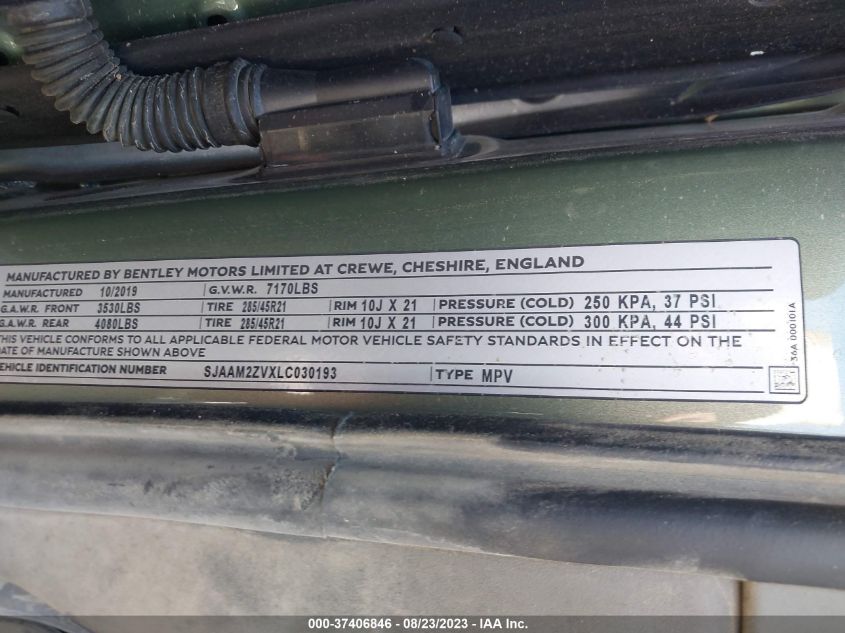 MANUFACTURED BY BENTLEY MOTORS LIMITED AT CREWE, CHESHIRE, ENGLAND
MANUFACTURED 10/2019 G.V.W.R. 7170LBS
G.A.W.R. FRONT 3530LBS TIRE 285/45R21 RIM 10J X 21 PRESSURE (COLD) 250 KPA, 37 PSI
G.A.W.R. REAR 4080LBS TIRE 285/45R21 RIM 10J X 21 PRESSURE (COLD) 300 KPA, 44 PSI
THIS VEHICLE CONFORMS TO ALL APPLICABLE FEDERAL MOTOR VEHICLE SAFETY STANDARDS IN EFFECT ON THE
DATE OF MANUFACTURE SHOWN ABOVE
VEHICLE IDENTIFICATION NUMBER SJAAM2ZVXLC030193 TYPE MPV
36A 000101A
000-37406846 - 08/23/2023 - IAA Inc.